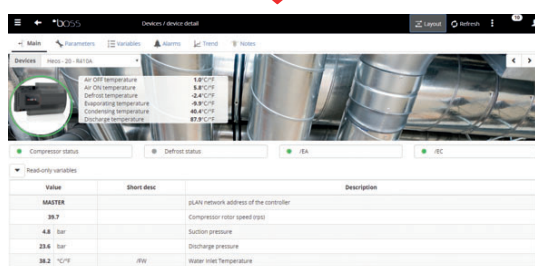 boss
Devices / device detail
Layout
Refresh
Main
Parameters
Variables
Alarms
Trend
Notes
Devices
Heos - 20 - R410A
Air OFF temperature 1.0°C/°F
Air ON temperature 5.8°C/°F
Defrost temperature -2.4°C/°F
Evaporating temperature -9.9°C/°F
Condensing temperature 40.4°C/°F
Discharge temperature 87.9°C/°F
Compressor status
Defrost status
/EA
/EC
Read-only variables
Value Short desc Description
MASTER pLAN network address of the controller
39.7 Compressor rotor speed (rps)
4.8 bar Suction pressure
23.6 bar Discharge pressure
38.2 °C/°F /FW Water Inlet Temperature